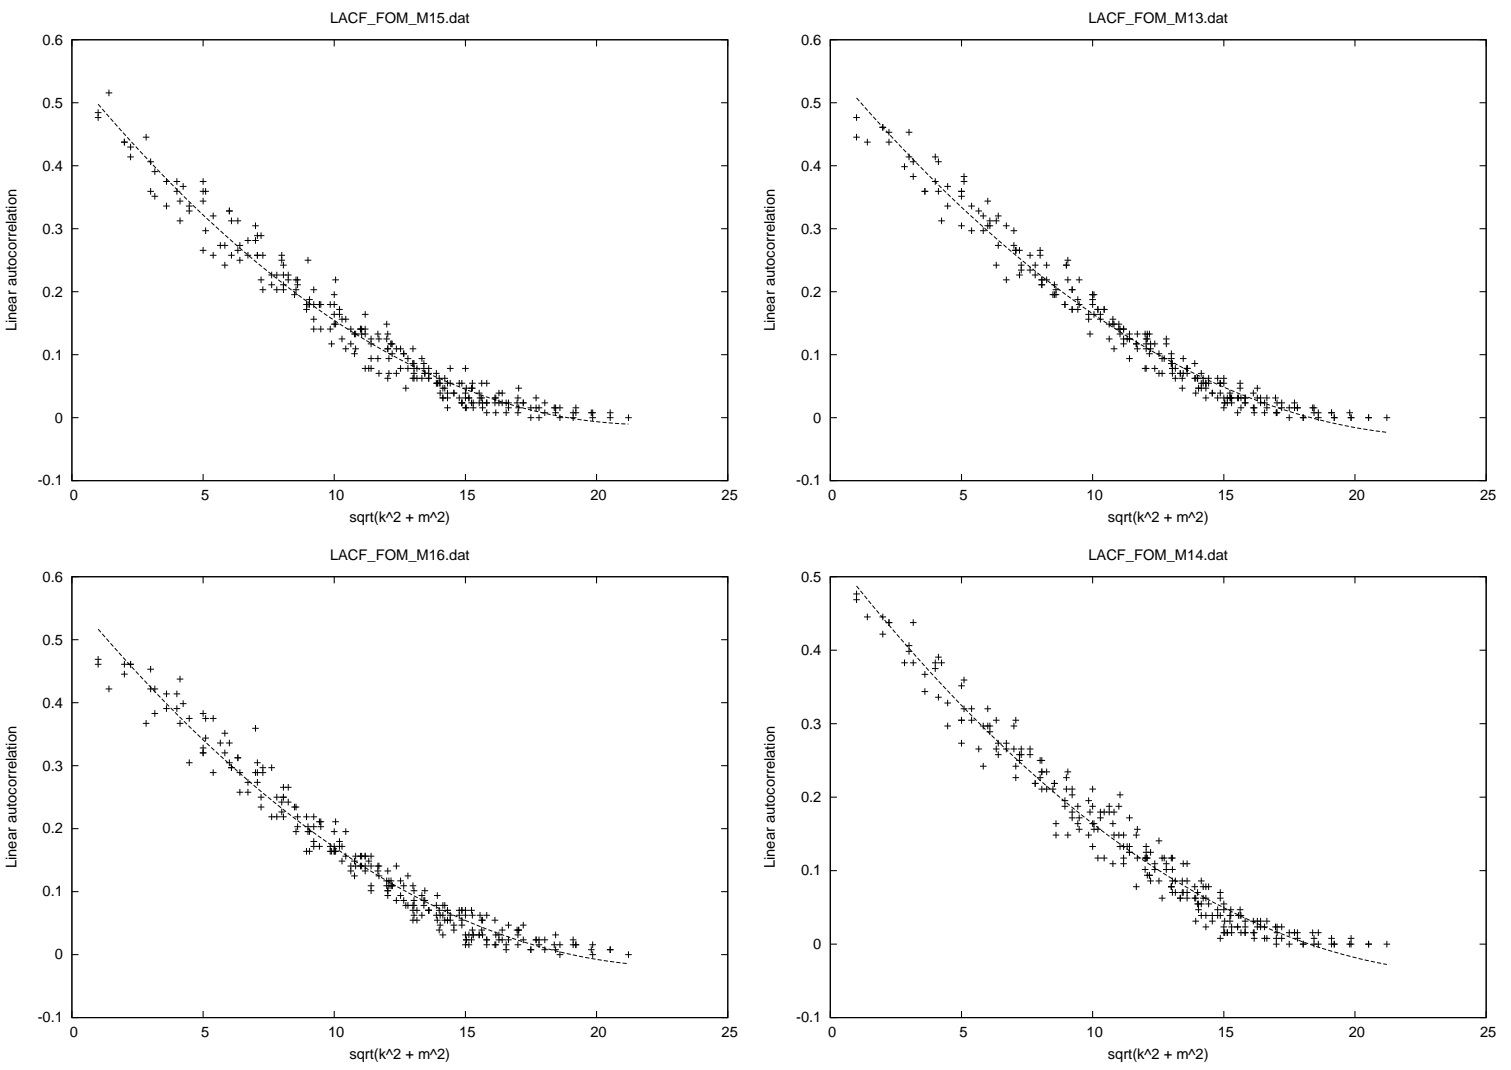 LACF_FOM_M15.dat
0.6
0.5
0.4
0.3
0.2
0.1
0
-0.1
Linear autocorrelation
0 5 10 15 20 25
sqrt(k^2 + m^2)
LACF_FOM_M13.dat
0.6
0.5
0.4
0.3
0.2
0.1
0
-0.1
Linear autocorrelation
0 5 10 15 20 25
sqrt(k^2 + m^2)
LACF_FOM_M16.dat
0.6
0.5
0.4
0.3
0.2
0.1
0
-0.1
Linear autocorrelation
0 5 10 15 20 25
sqrt(k^2 + m^2)
LACF_FOM_M14.dat
0.5
0.4
0.3
0.2
0.1
0
-0.1
Linear autocorrelation
0 5 10 15 20 25
sqrt(k^2 + m^2)